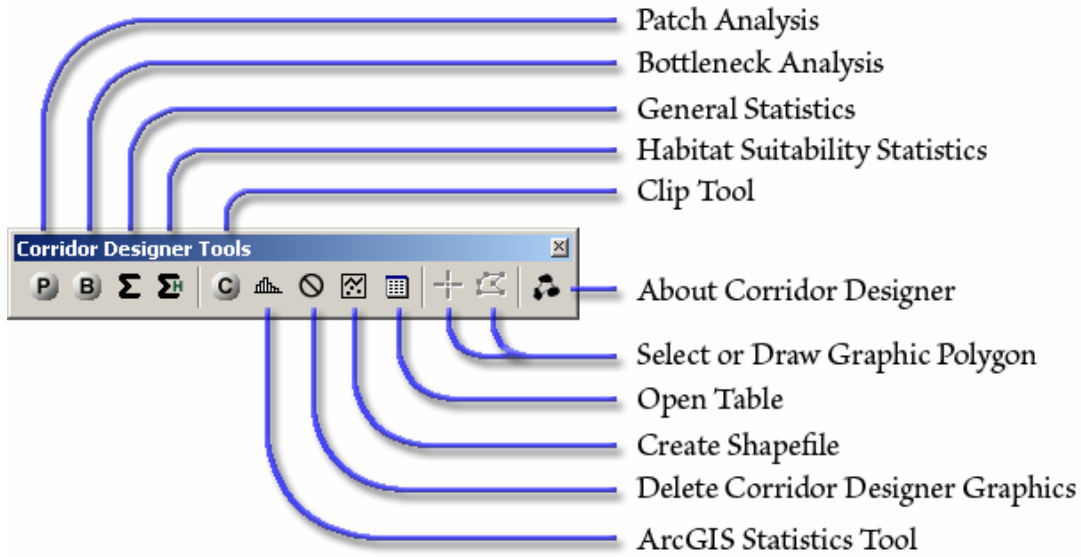 Patch Analysis
Bottleneck Analysis
General Statistics
Habitat Suitability Statistics
Clip Tool
Corridor Designer Tools
P B Σ ΣH C
About Corridor Designer
Select or Draw Graphic Polygon
Open Table
Create Shapefile
Delete Corridor Designer Graphics
ArcGIS Statistics Tool